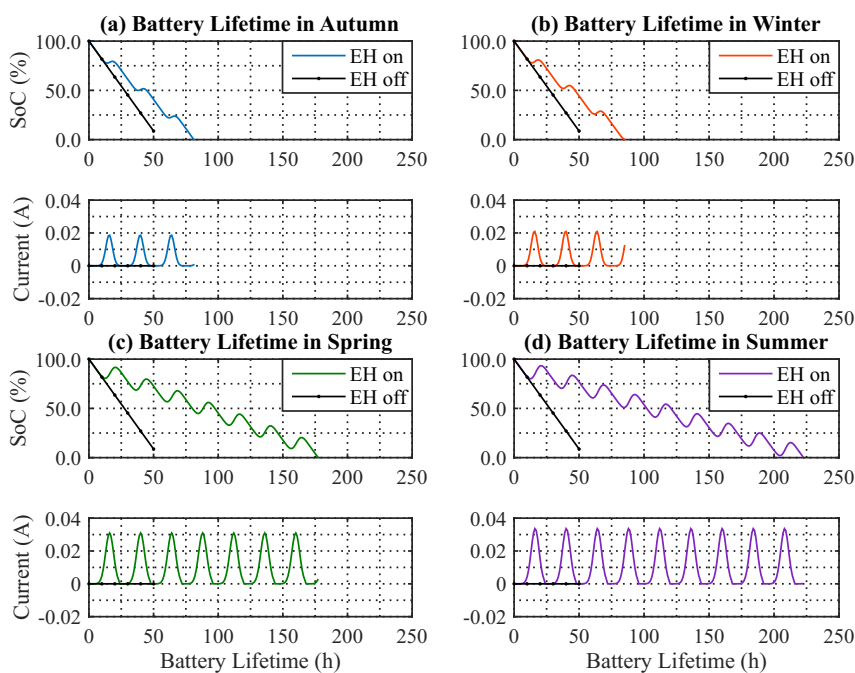 (a) Battery Lifetime in Autumn
(b) Battery Lifetime in Winter
100.0
50.0
0.0
SoC (%)
EH on
EH off
0 50 100 150 200 250
100.0
50.0
0.0
SoC (%)
EH on
EH off
0 50 100 150 200 250
0.04
0.02
0
-0.02
Current (A)
0 50 100 150 200 250
0.04
0.02
0
-0.02
Current (A)
0 50 100 150 200 250
(c) Battery Lifetime in Spring
(d) Battery Lifetime in Summer
100.0
50.0
0.0
SoC (%)
EH on
EH off
0 50 100 150 200 250
100.0
50.0
0.0
SoC (%)
EH on
EH off
0 50 100 150 200 250
0.04
0.02
0
-0.02
Current (A)
0 50 100 150 200 250
Battery Lifetime (h)
0.04
0.02
0
-0.02
Current (A)
0 50 100 150 200 250
Battery Lifetime (h)